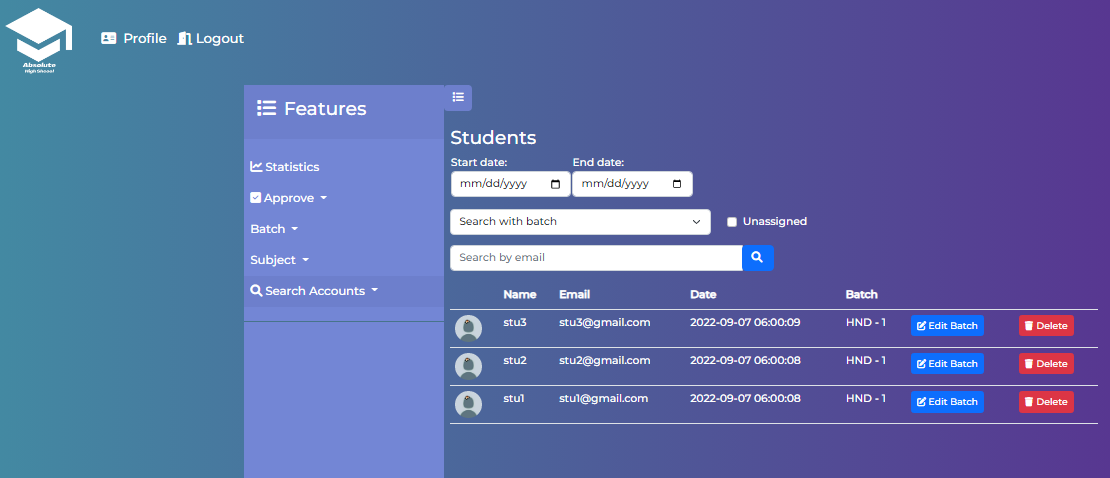 Profile Logout
Absolute
High Shcool
Features
Statistics
Approve
Batch
Subject
Search Accounts
Students
Start date: End date:
mm/dd/yyyy mm/dd/yyyy
Search with batch Unassigned
Search by email
Name Email Date Batch
stu3 stu3@gmail.com 2022-09-07 06:00:09 HND - 1 Edit Batch Delete
stu2 stu2@gmail.com 2022-09-07 06:00:08 HND - 1 Edit Batch Delete
stu1 stu1@gmail.com 2022-09-07 06:00:08 HND - 1 Edit Batch Delete